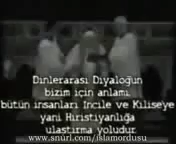 Dinlerarası Diyaloğun
bizim için anlamı
bütün insanları İncile ve Kiliseye
yani Hıristiyanlığa
ulaştırma yoludur.
www.snurl.com/islamordusu